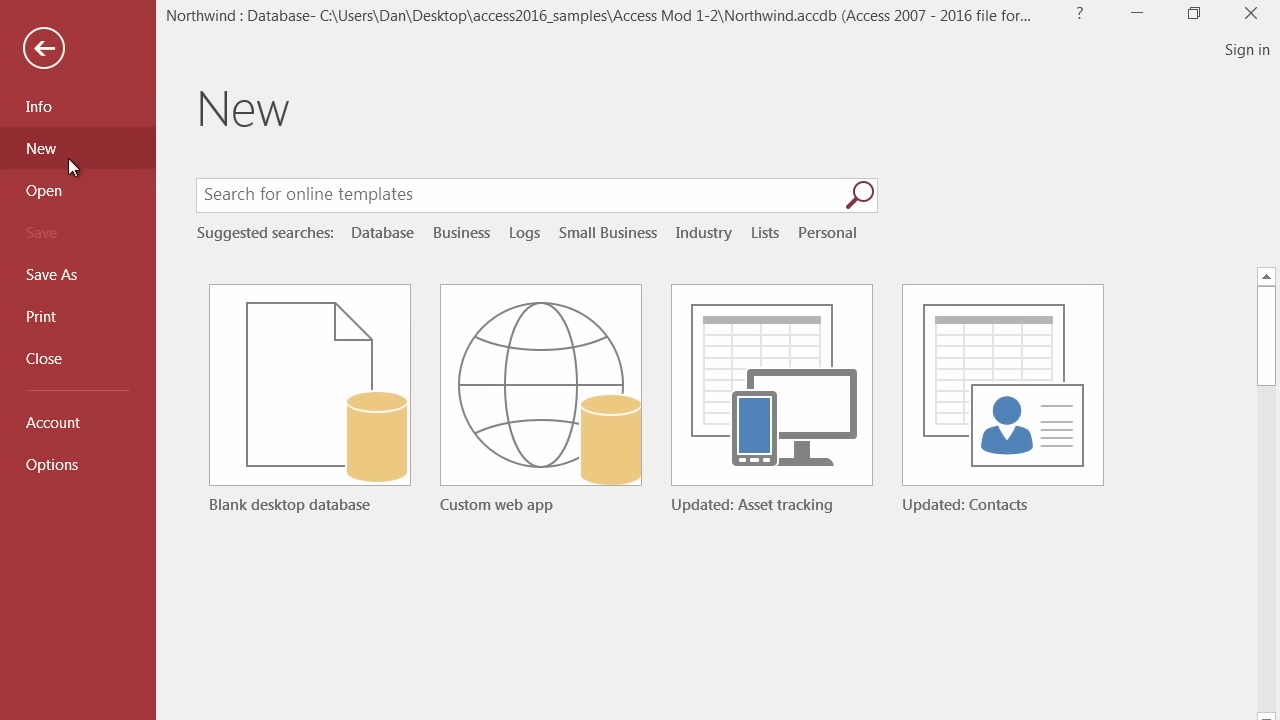 Northwind : Database- C:\Users\Dan\Desktop\access2016_samples\Access Mod 1-2\Northwind.accdb (Access 2007 - 2016 file for... ?
Sign in
Info
New
Open
Save
Save As
Print
Close
Account
Options
New
Search for online templates
Suggested searches: Database Business Logs Small Business Industry Lists Personal
Blank desktop database
Custom web app
Updated: Asset tracking
Updated: Contacts